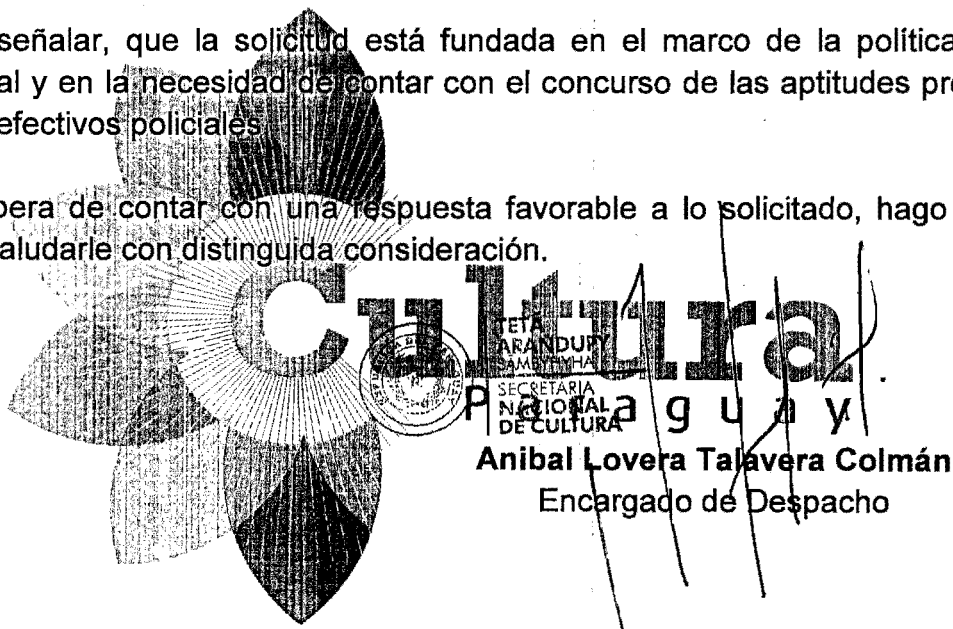 señalar, que la solicitud está fundada en el marco de la política
al y en la necesidad de contar con el concurso de las aptitudes pr
efectivos policiales
pera de contar con una respuesta favorable a lo solicitado, hago
aludarle con distinguida consideración.
Cultura
TETÃ
ARANDUPY
SAMBYHYHA
SECRETARIA
NACIONAL
DE CULTURA
Paraguay
Anibal Lovera Talavera Colmán
Encargado de Despacho